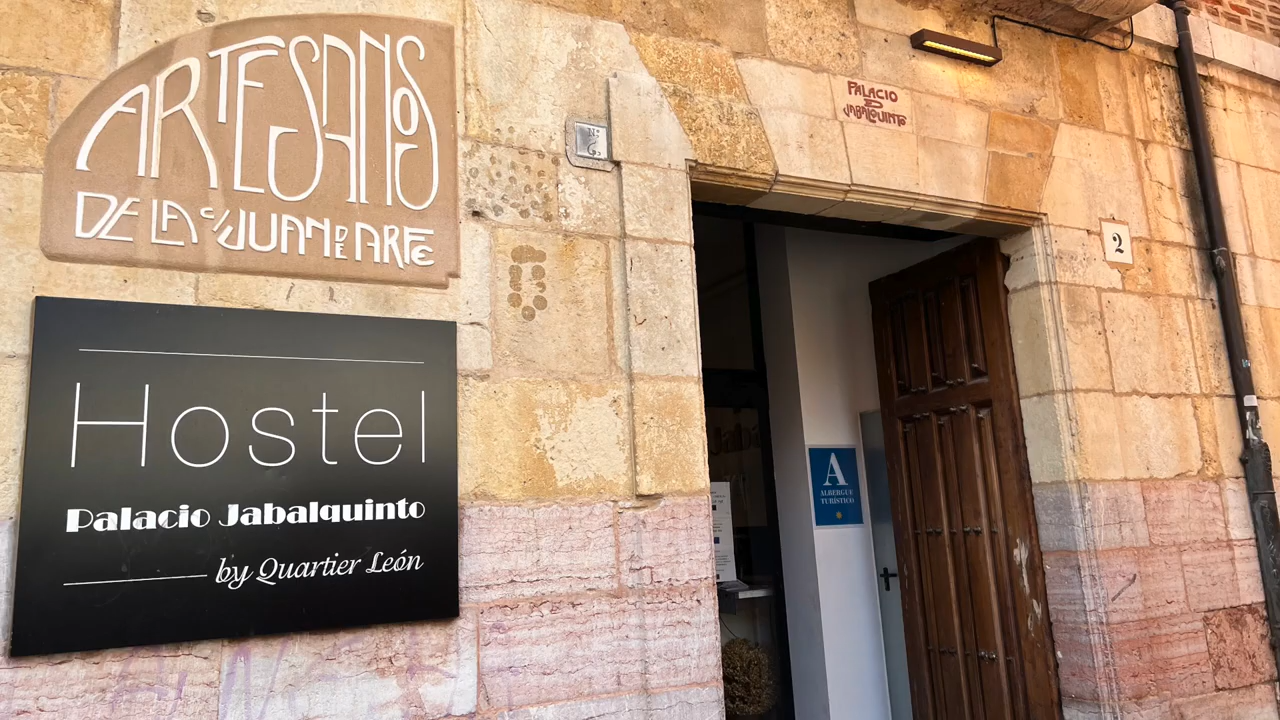 ARTESANOS
DE LA C/ JUAN DE ARFE
Hostel
Palacio Jabalquinto
by Quartier León
Nº 6
PALACIO
D
JABALQUINTO
2
A
ALBERGUE
TURÍSTICO